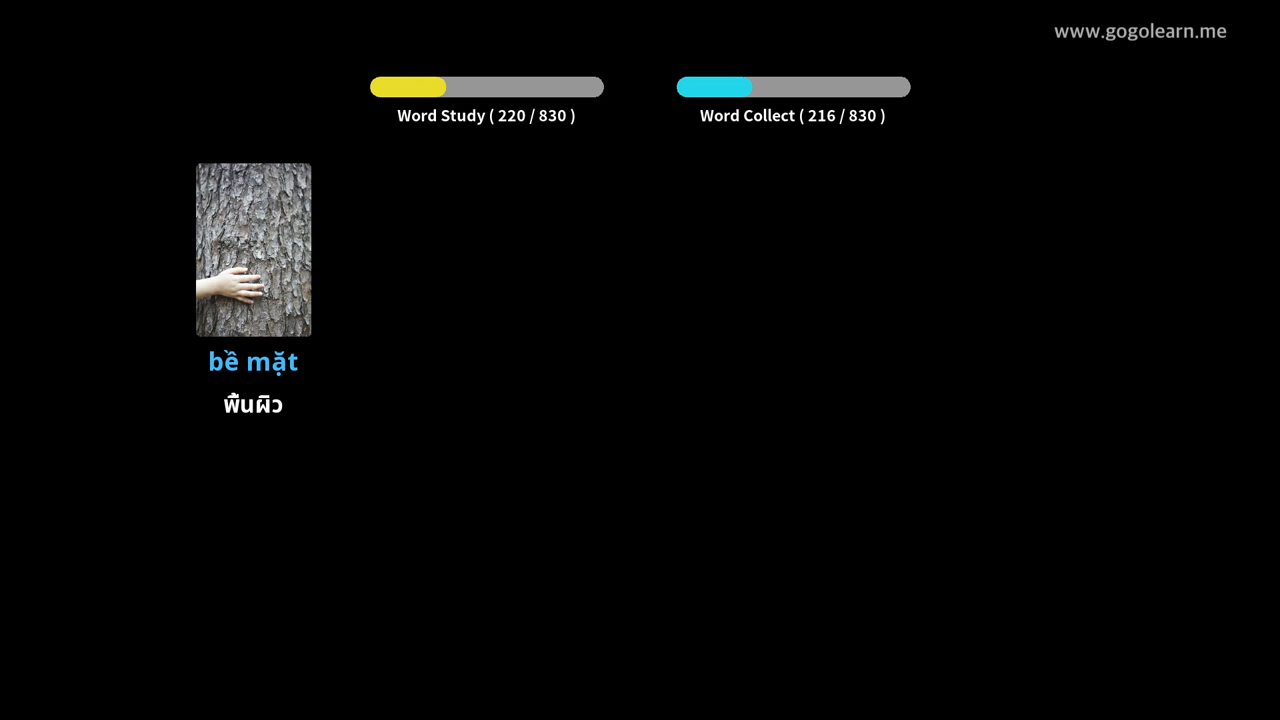 www.gogolearn.me
Word Study ( 220 / 830 )
Word Collect ( 216 / 830 )
bề mặt
พื้นผิว